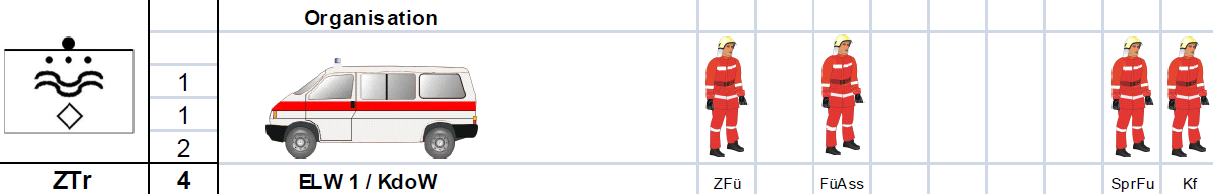 Organisation
1
1
2
ZTr 4 ELW 1 / KdoW ZFü FüAss SprFu Kf